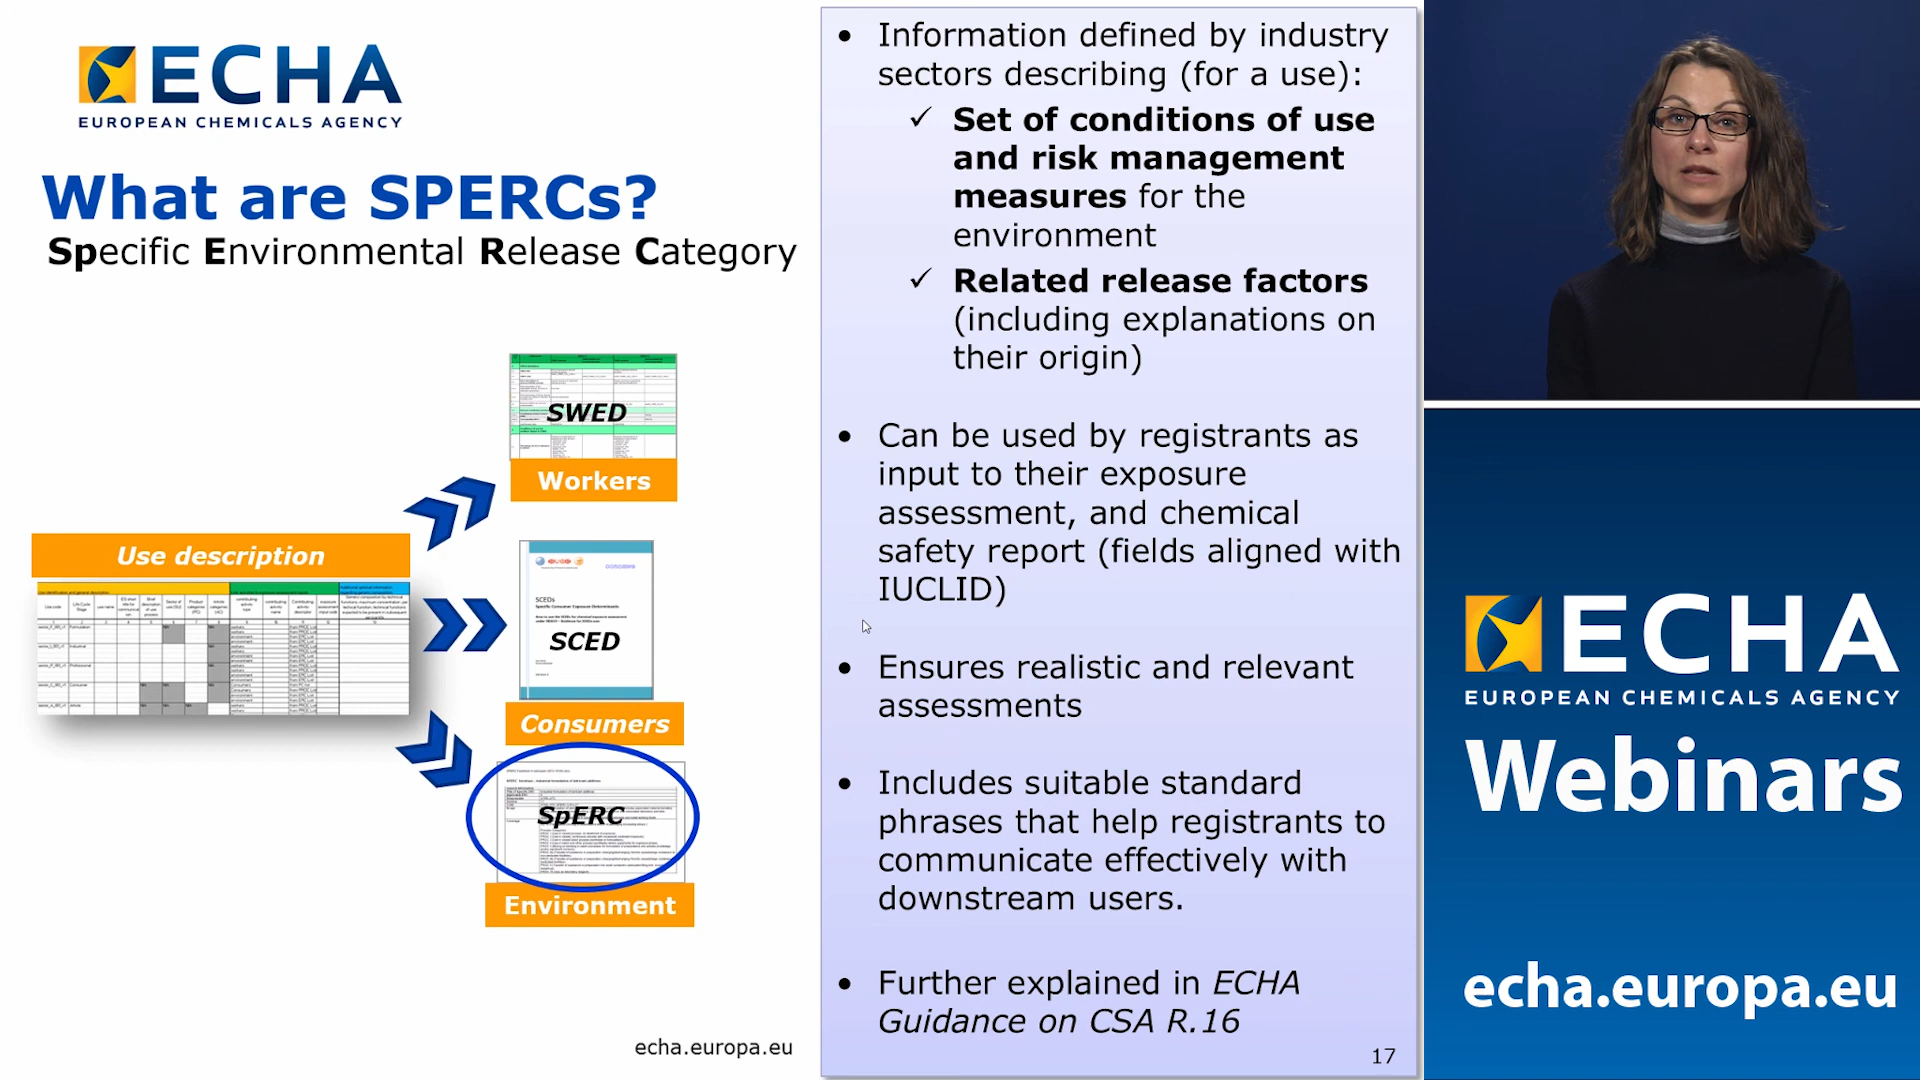 ECHA
EUROPEAN CHEMICALS AGENCY
What are SPERCs?
Specific Environmental Release Category
SWED
Workers
Use description
SCEDs
Specific Consumer Exposure Determinants
SCED
Consumers
SpERC
Environment
echa.europa.eu
• Information defined by industry
sectors describing (for a use):
✓ Set of conditions of use
and risk management
measures for the
environment
✓ Related release factors
(including explanations on
their origin)
• Can be used by registrants as
input to their exposure
assessment, and chemical
safety report (fields aligned with
IUCLID)
• Ensures realistic and relevant
assessments
• Includes suitable standard
phrases that help registrants to
communicate effectively with
downstream users.
• Further explained in ECHA
Guidance on CSA R.16
17
ECHA
EUROPEAN CHEMICALS AGENCY
Webinars
echa.europa.eu